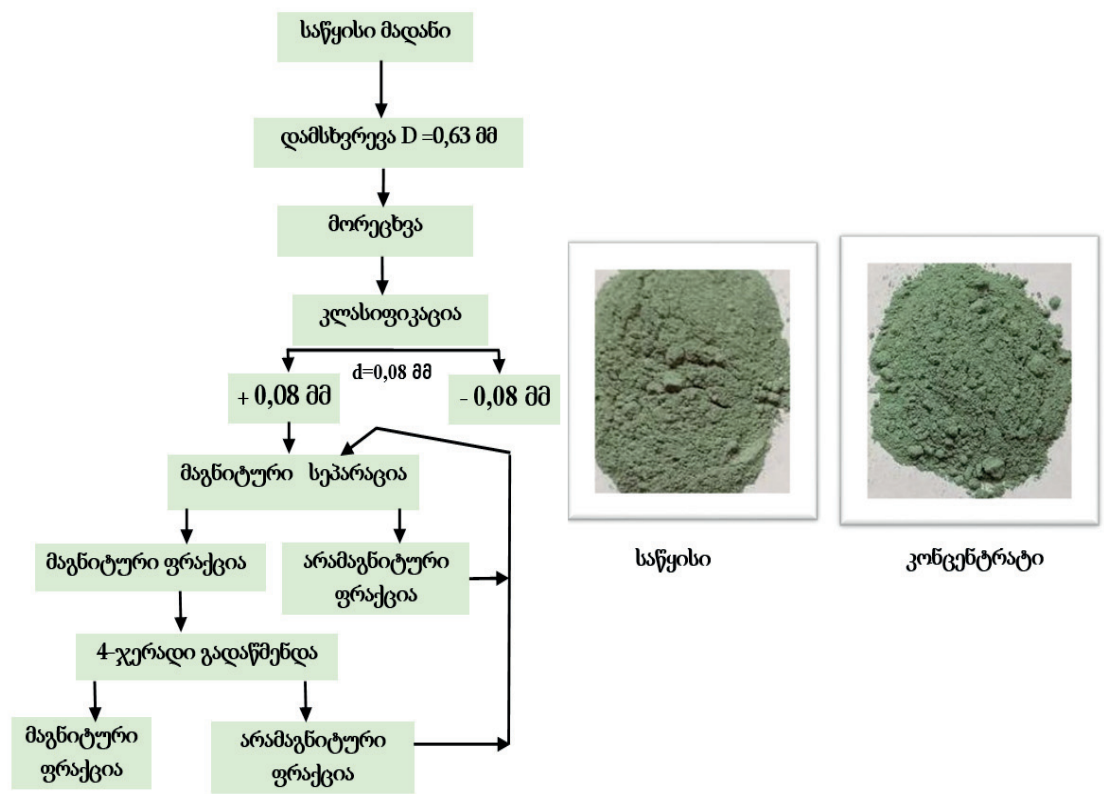 საწყისი მადანი
დამსხვრევა D =0,63 მმ
მორეცხვა
კლასიფიკაცია
d=0,08 მმ
+ 0,08 მმ
- 0,08 მმ
მაგნიტური სეპარაცია
მაგნიტური ფრაქცია
არამაგნიტური
ფრაქცია
4-ჯერადი გადაწმენდა
მაგნიტური
ფრაქცია
არამაგნიტური
ფრაქცია
საწყისი
კონცენტრატი